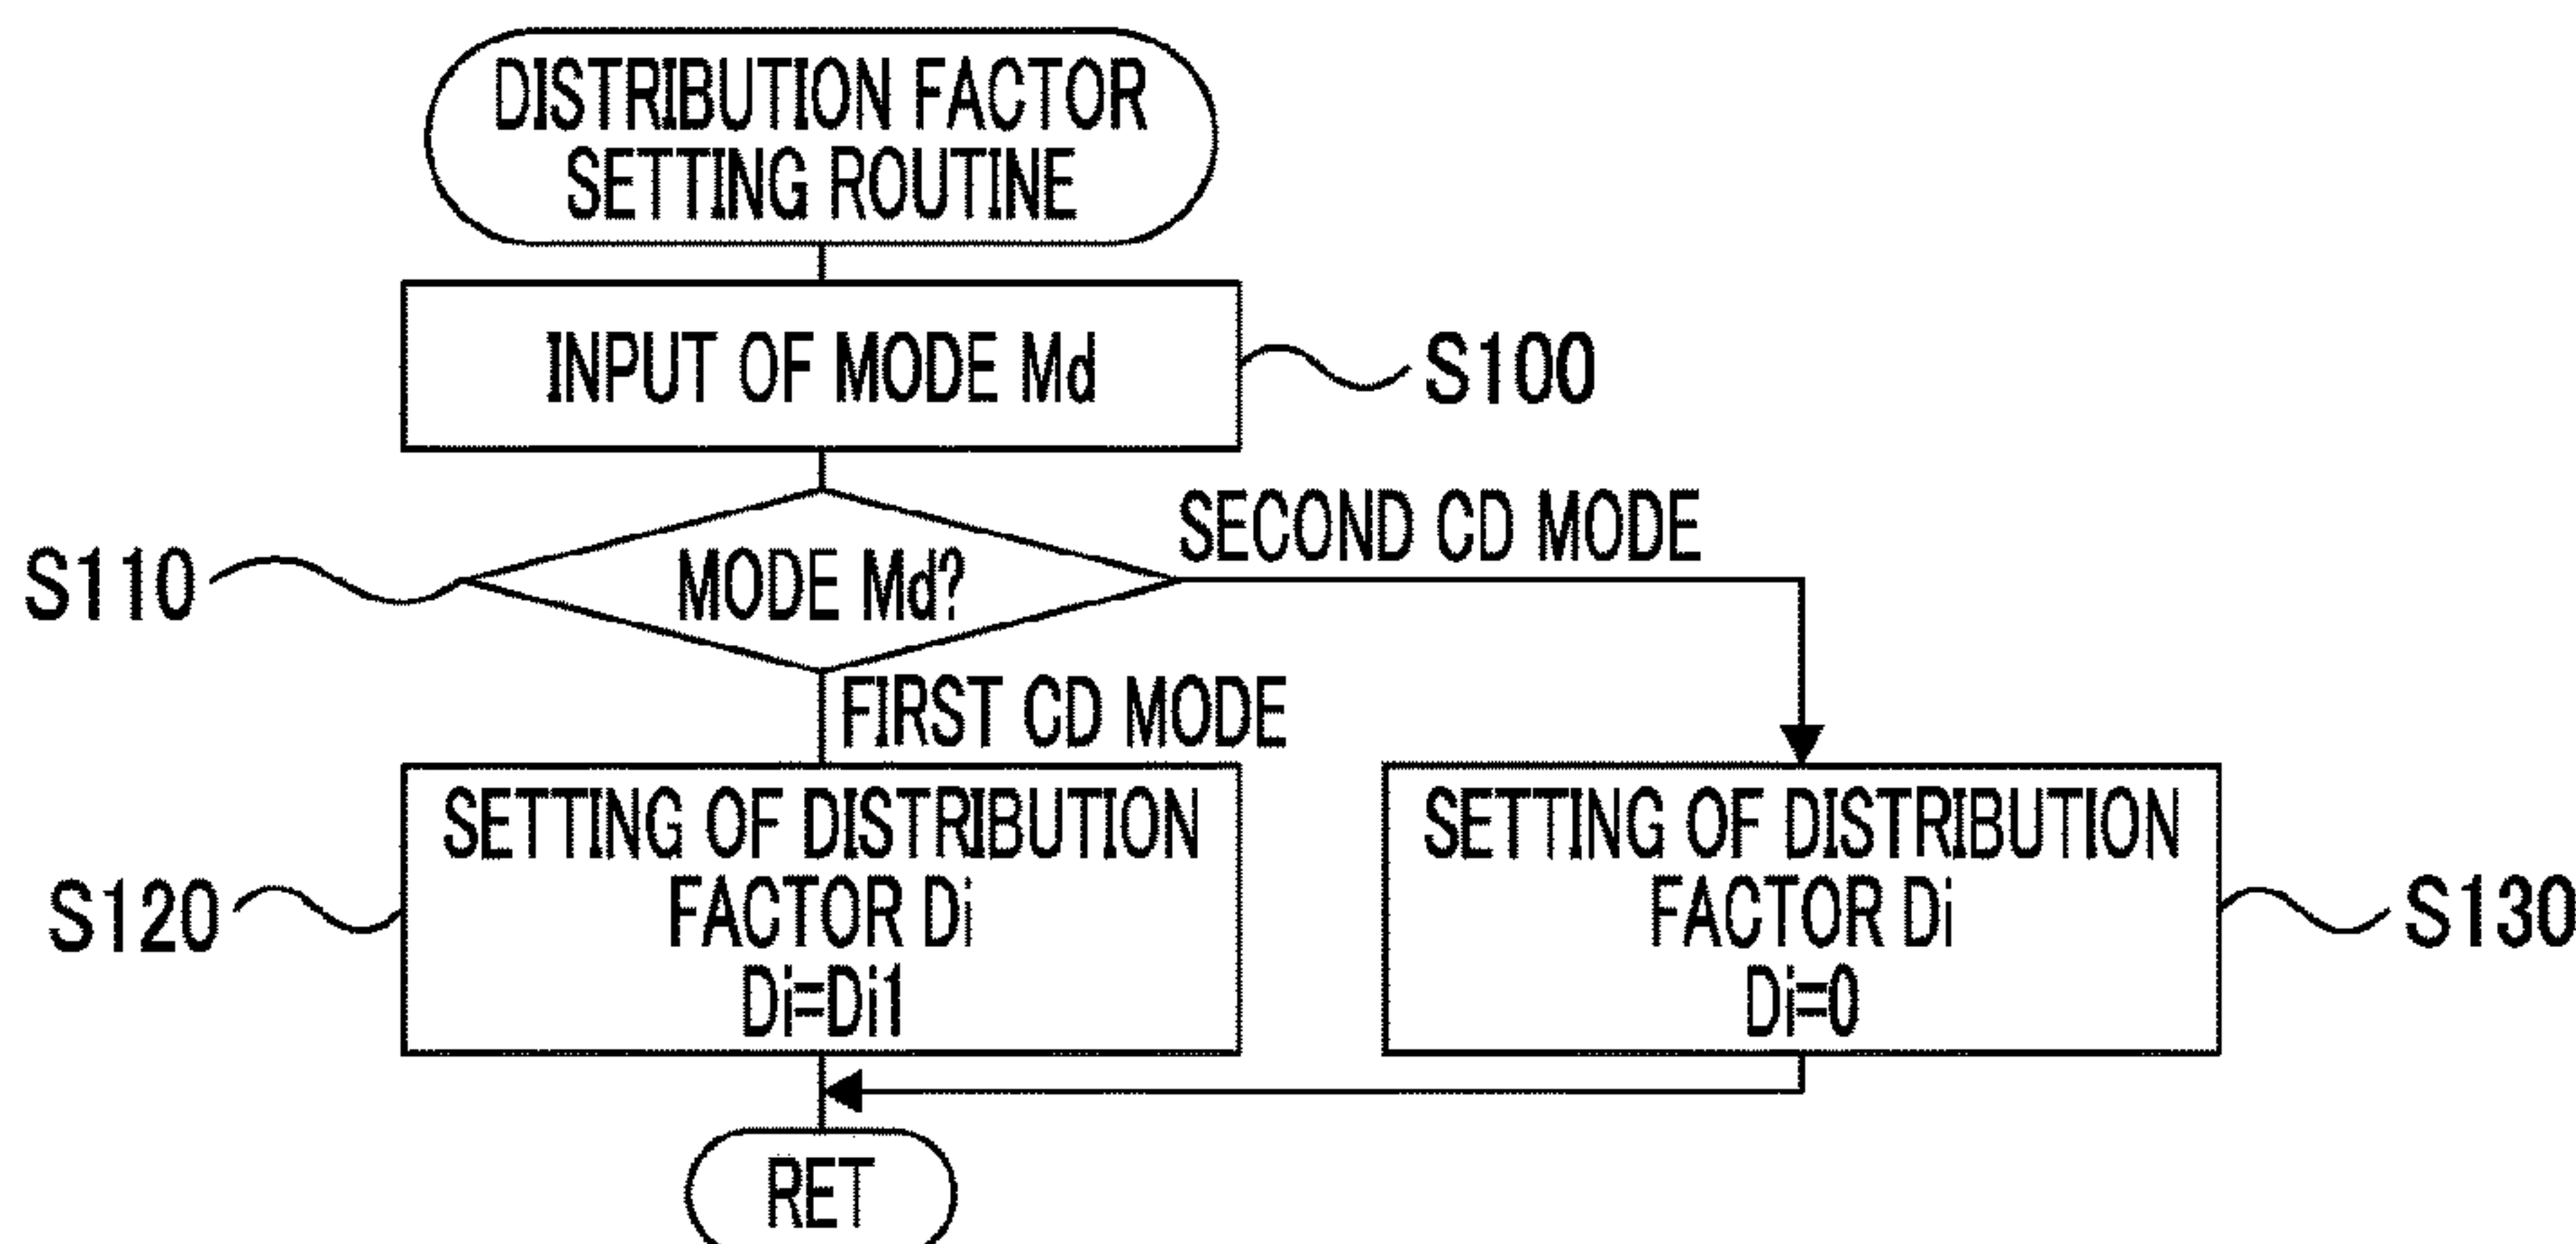 DISTRIBUTION FACTOR
SETTING ROUTINE
INPUT OF MODE Md
S100
S110
MODE Md?
SECOND CD MODE
FIRST CD MODE
S120
SETTING OF DISTRIBUTION
FACTOR Di
Di=Di1
SETTING OF DISTRIBUTION
FACTOR Di
Di=0
S130
RET